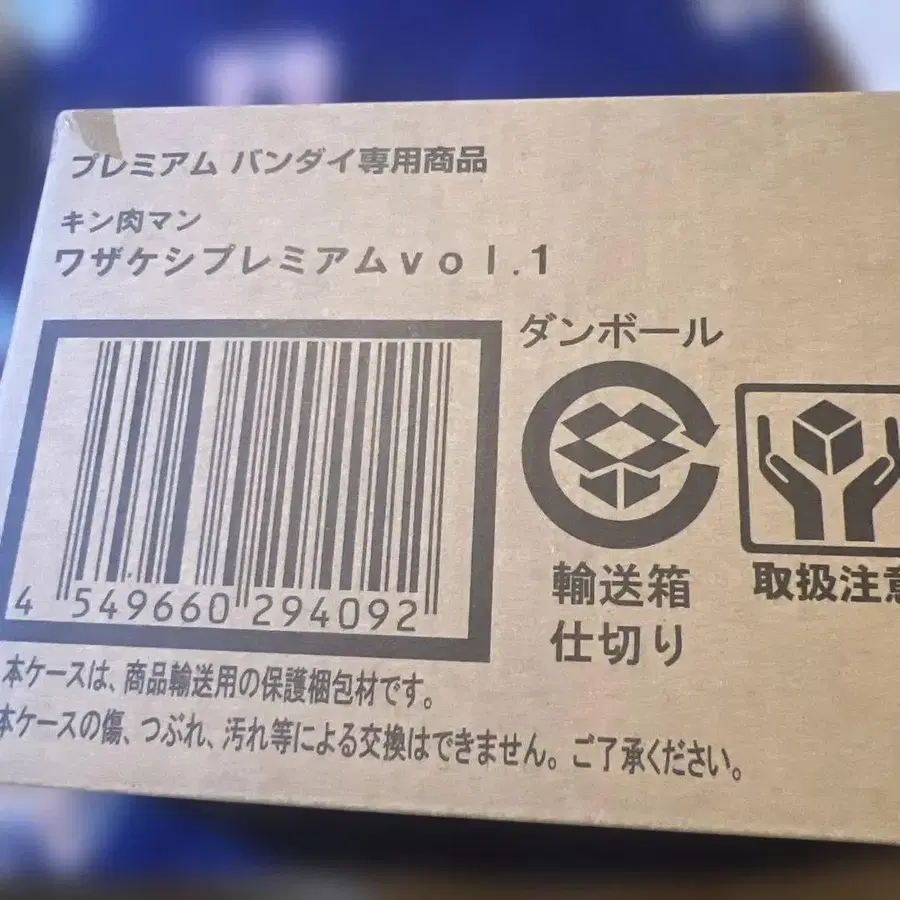 プレミアム バンダイ専用商品
キン肉マン
ワザケシプレミアムvol.1
ダンボール
4 549660 294092
輸送箱
仕切り
取扱注意
本ケースは、商品輸送用の保護梱包材です。
本ケースの傷、つぶれ、汚れ等による交換はできません。ご了承ください。